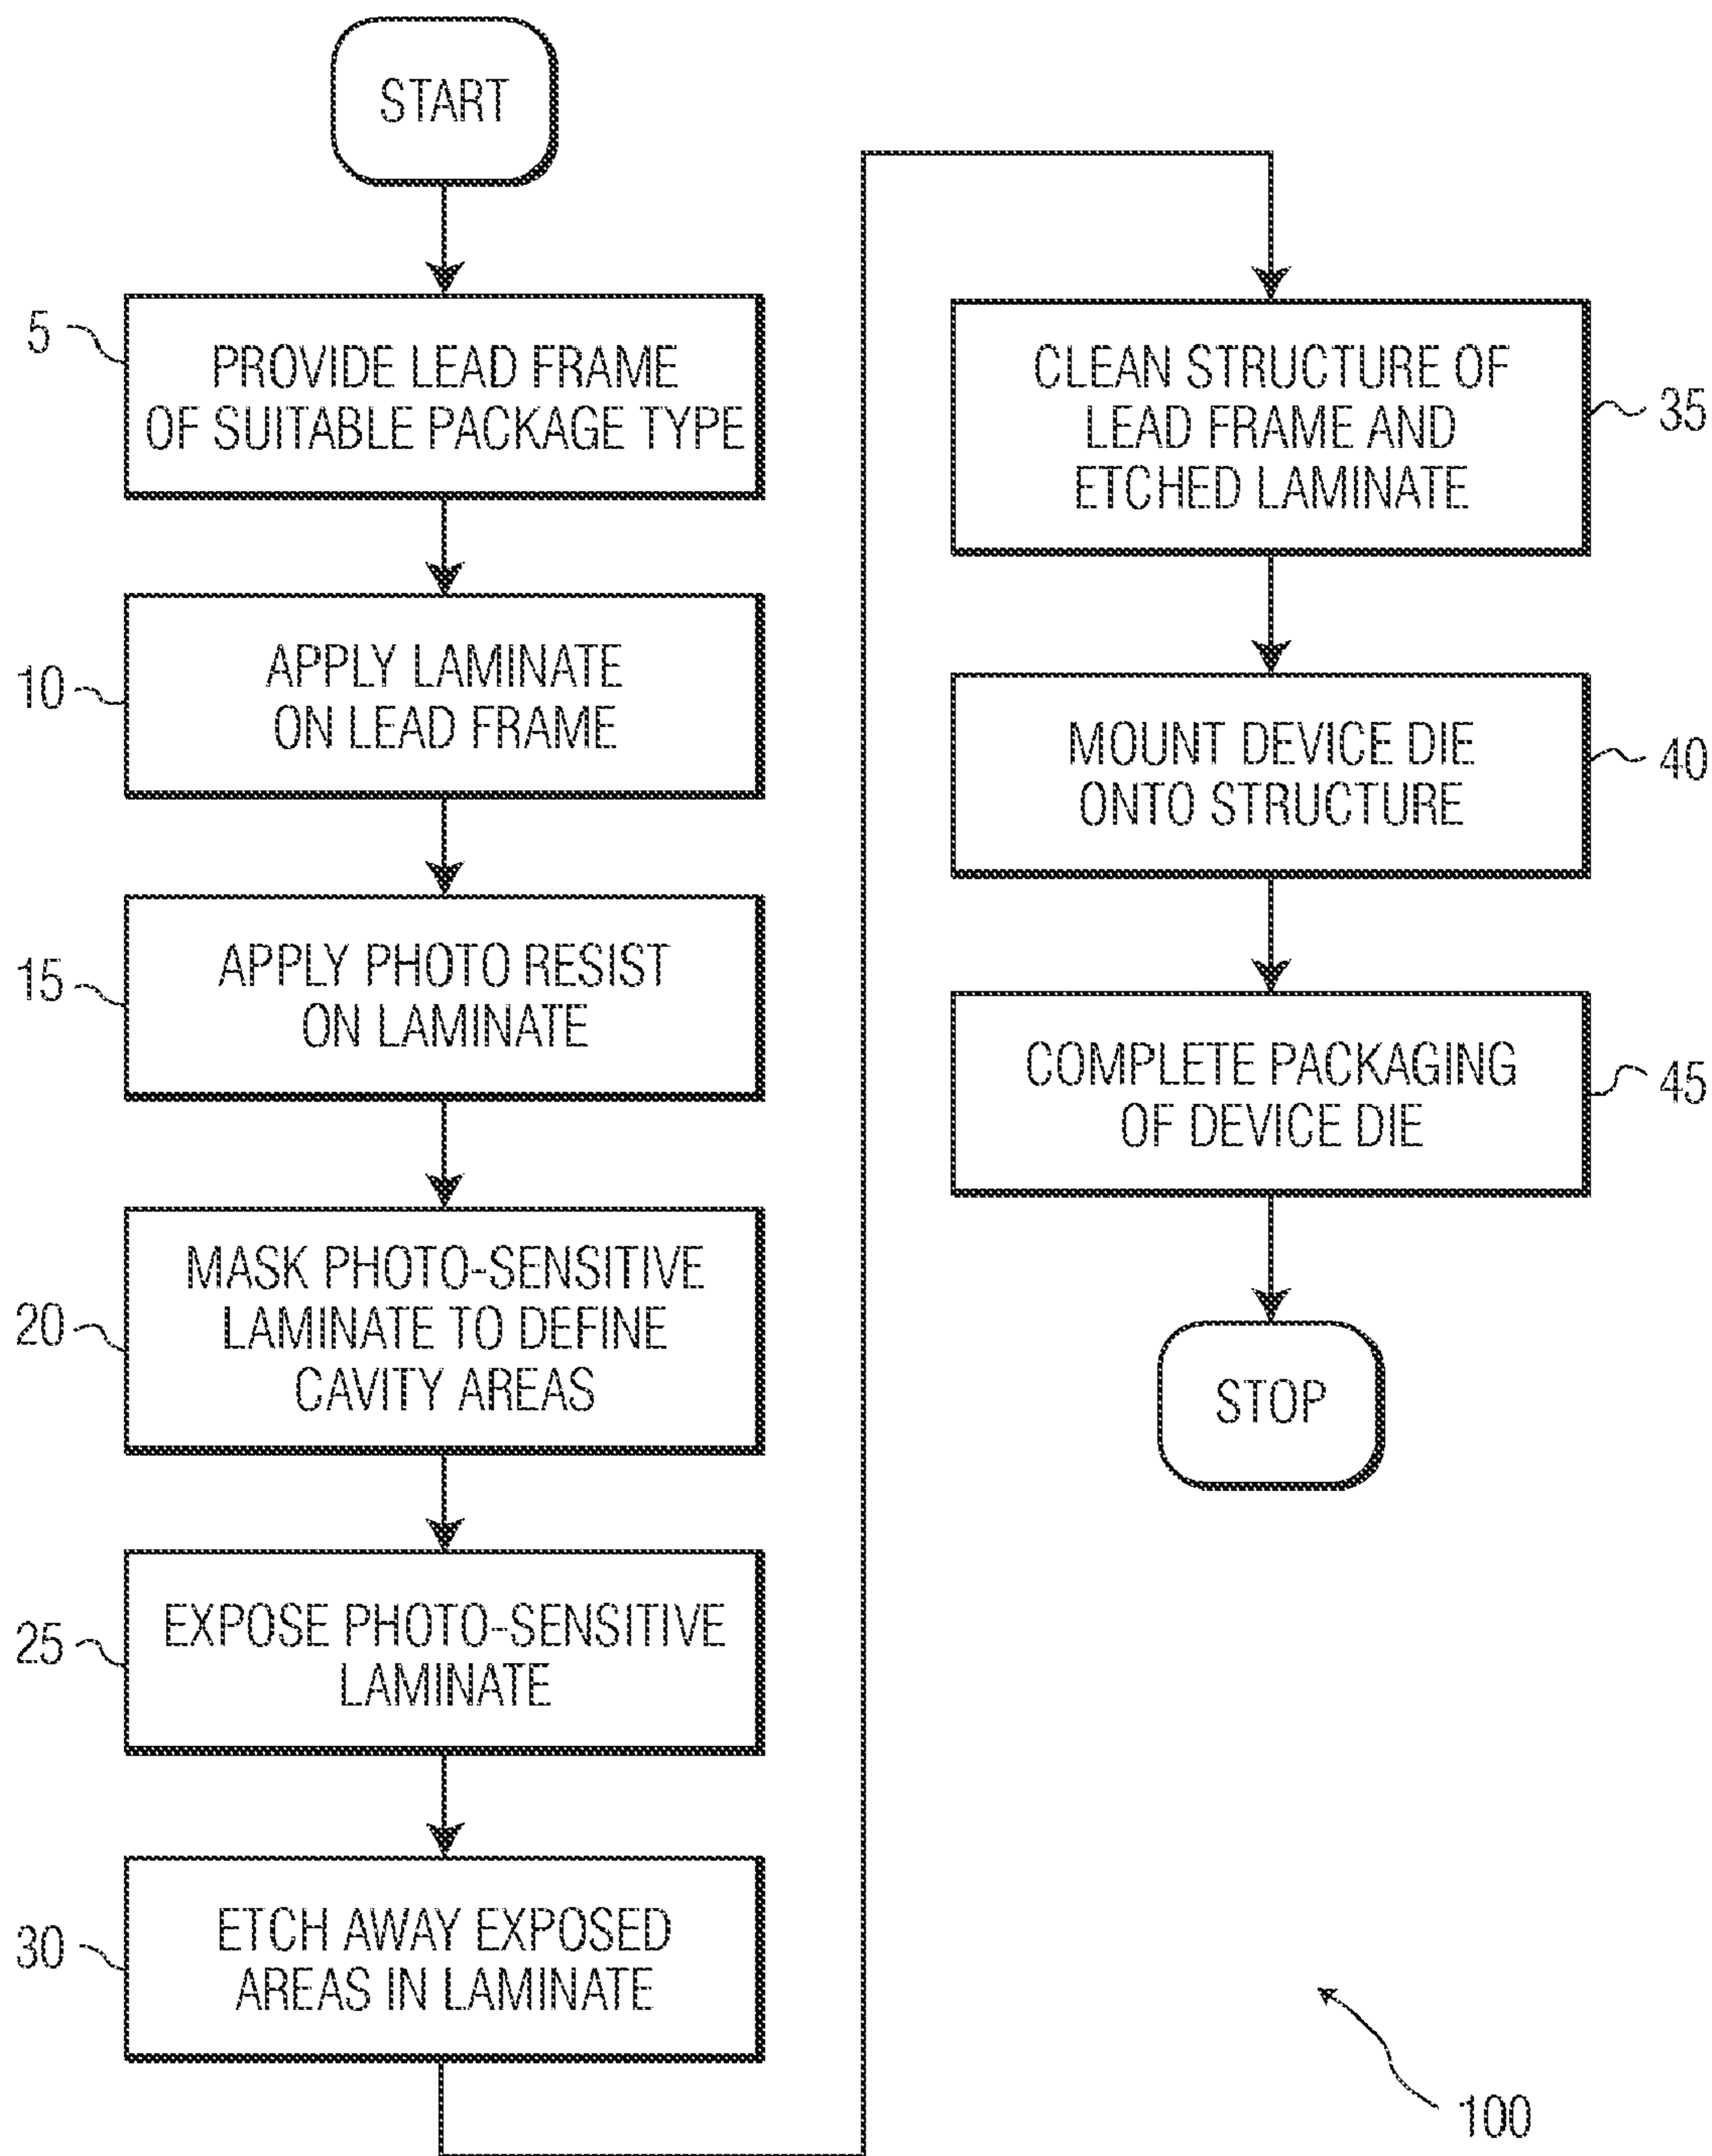 START
5
PROVIDE LEAD FRAME
OF SUITABLE PACKAGE TYPE
10
APPLY LAMINATE
ON LEAD FRAME
15
APPLY PHOTO RESIST
ON LAMINATE
20
MASK PHOTO-SENSITIVE
LAMINATE TO DEFINE
CAVITY AREAS
25
EXPOSE PHOTO-SENSITIVE
LAMINATE
30
ETCH AWAY EXPOSED
AREAS IN LAMINATE
CLEAN STRUCTURE OF
LEAD FRAME AND
ETCHED LAMINATE
35
MOUNT DEVICE DIE
ONTO STRUCTURE
40
COMPLETE PACKAGING
OF DEVICE DIE
45
STOP
100